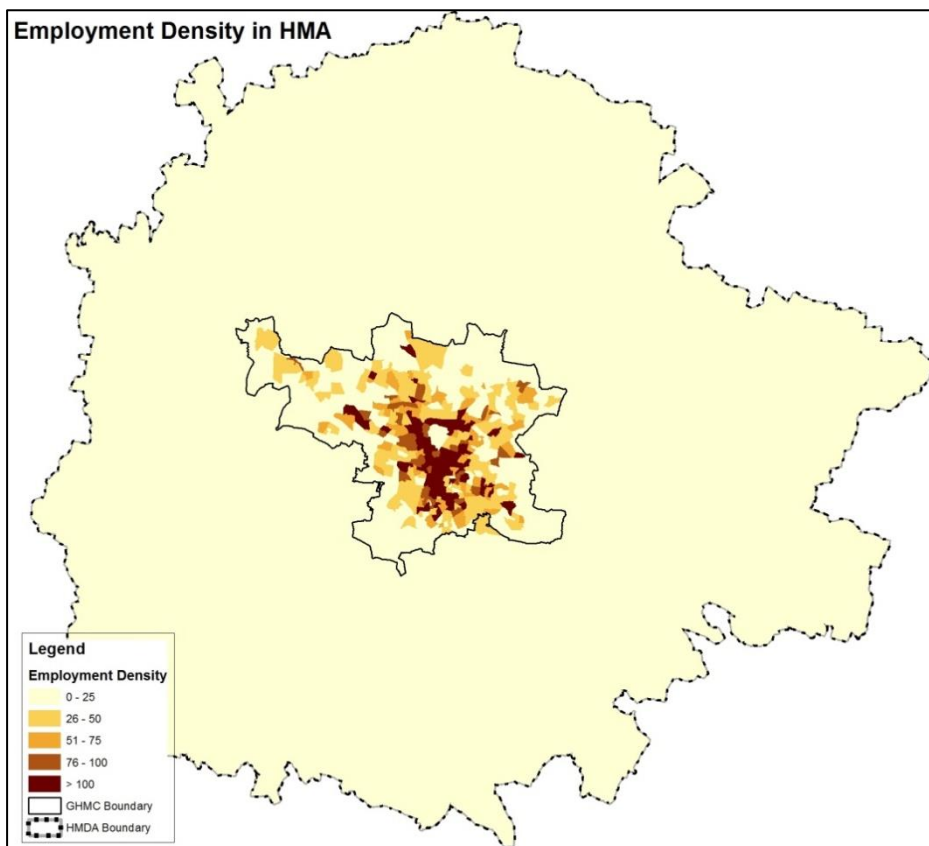 Employment Density in HMA
Legend
Employment Density
0 - 25
26 - 50
51 - 75
76 - 100
> 100
GHMC Boundary
HMDA Boundary